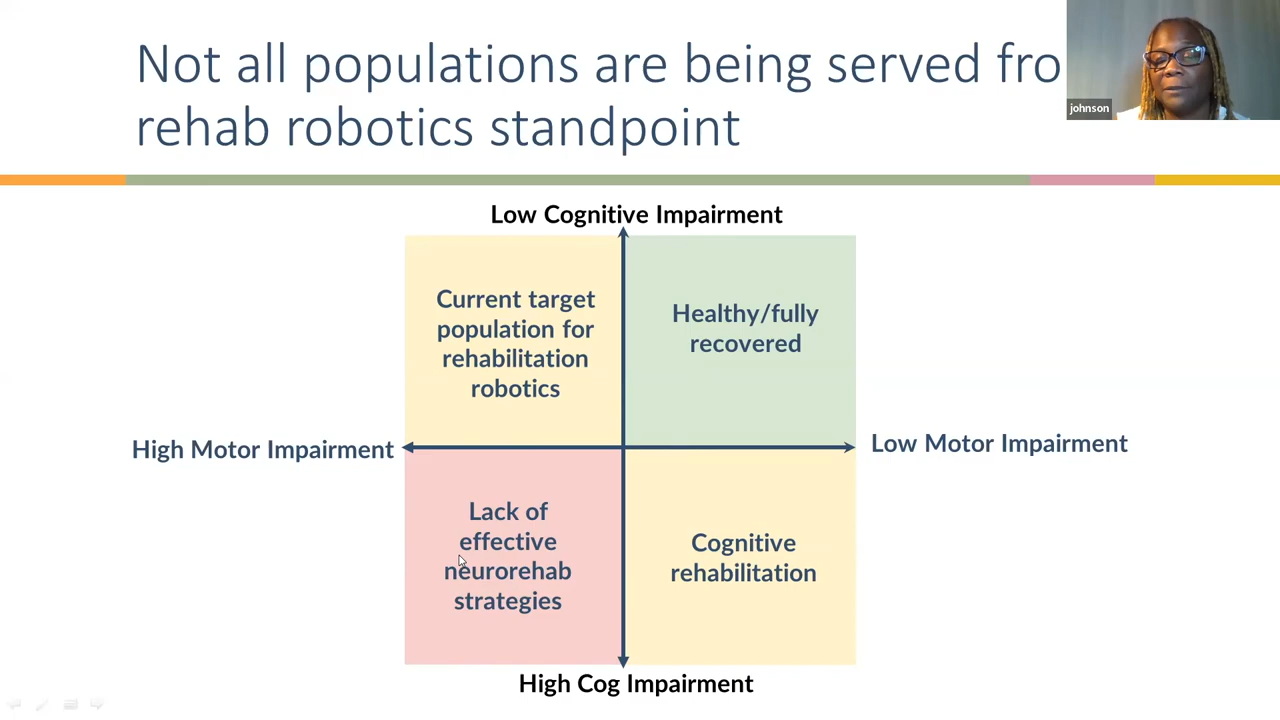 Not all populations are being served fro
rehab robotics standpoint
johnson
Low Cognitive Impairment
Current target
population for
rehabilitation
robotics
Healthy/fully
recovered
High Motor Impairment
Low Motor Impairment
Lack of
effective
neurorehab
strategies
Cognitive
rehabilitation
High Cog Impairment